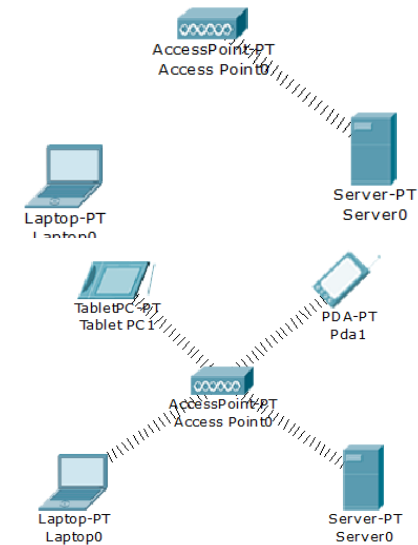 AccessPoint-PT
Access Point0
Server-PT
Server0
Laptop-PT
Laptop0
TabletPC-PT
Tablet PC1
PDA-PT
Pda1
AccessPoint-PT
Access Point0
Laptop-PT
Laptop0
Server-PT
Server0